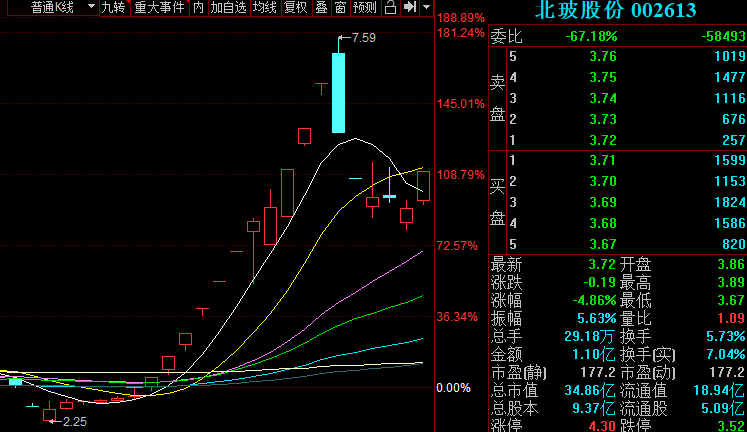 普通K线 九转 重大事件 内 加自选 均线 复权 叠 窗 预测
188.89%
181.24%
145.01%
108.79%
72.57%
36.34%
0.00%
7.59
2.25
北玻股份 002613
委比 -67.18% -58493
卖盘
5 3.76 1019
4 3.75 1477
3 3.74 1116
2 3.73 676
1 3.72 257
买盘
1 3.71 1599
2 3.70 1153
3 3.69 1824
4 3.68 1586
5 3.67 820
最新 3.72 开盘 3.86
涨跌 -0.19 最高 3.89
涨幅 -4.86% 最低 3.67
振幅 5.63% 量比 1.09
总手 29.18万 换手 5.73%
金额 1.10亿 换手(实) 7.04%
市盈(静) 177.2 市盈(动) 177.2
总市值 34.86亿 流通值 18.94亿
总股本 9.37亿 流通股 5.09亿
涨停 4.30 跌停 3.52